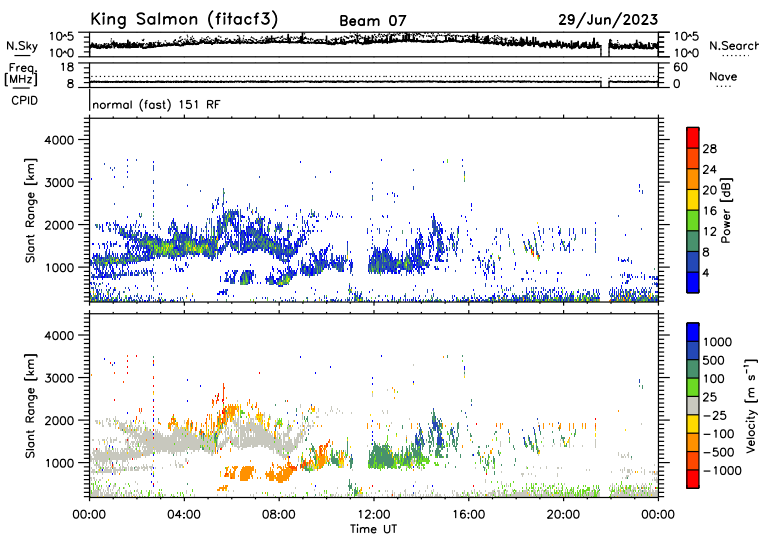 King Salmon (fitacf3) Beam 07 29/Jun/2023
N.Sky 10^5 10^0 10^5 10^0 N.Search
Freq [MHz] 18 8 60 0 Nave
CPID normal (fast) 151 RF
Slant Range [km]
4000
3000
2000
1000
Power [dB]
28
24
20
16
12
8
4
Slant Range [km]
4000
3000
2000
1000
Velocity [m s⁻¹]
1000
500
100
25
−25
−100
−500
−1000
00:00 04:00 08:00 12:00 16:00 20:00 00:00
Time UT